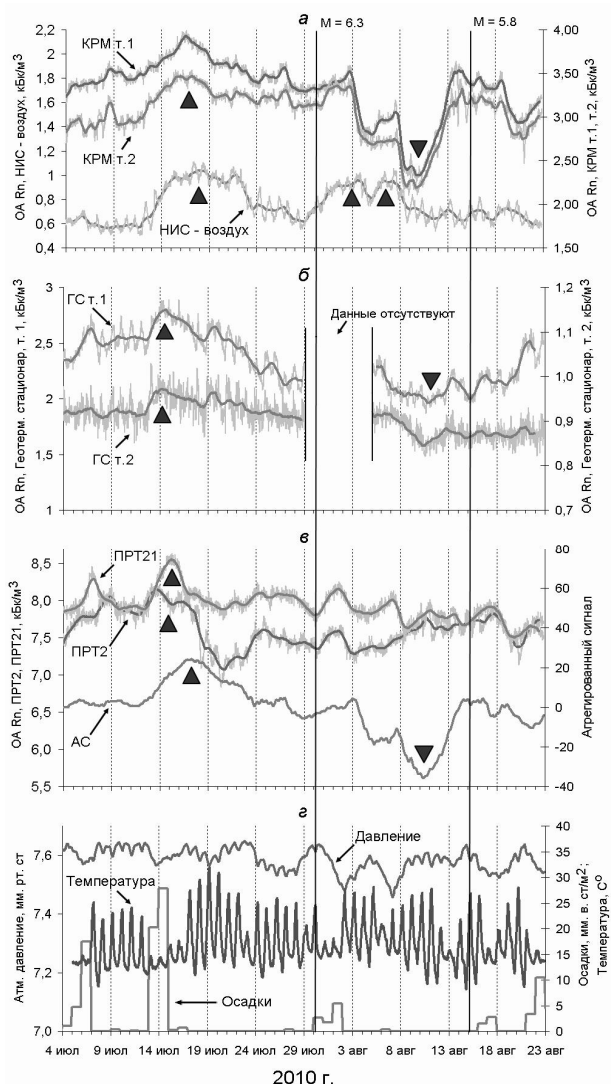 а
М = 6.3
М = 5.8
2,2
2
1,8
1,6
1,4
1,2
1
0,8
0,6
0,4
ОА Rn, НИС - воздух, кБк/м³
КРМ т.1
КРМ т.2
НИС - воздух
4,00
3,50
3,00
2,50
2,00
1,50
ОА Rn, КРМ т.1, т.2, кБк/м³
б
3
2,5
2
1,5
1
ОА Rn, Геотерм. стационар, т. 1, кБк/м³
ГС т.1
ГС т.2
Данные отсутствуют
1,2
1,1
1,0
0,9
0,8
0,7
ОА Rn, Геотерм. стационар, т. 2, кБк/м³
в
8,5
8,0
7,5
7,0
6,5
6,0
5,5
ОА Rn, ПРТ2, ПРТ21, кБк/м³
ПРТ21
ПРТ2
АС
80
60
40
20
0
-20
-40
Агрегированный сигнал
г
7,6
7,4
7,2
7,0
Атм. давление, мм. рт. ст
Давление
Температура
Осадки
40
35
30
25
20
15
10
5
0
Осадки, мм. в. ст/м²;
Температура, С°
4 июл 9 июл 14 июл 19 июл 24 июл 29 июл 3 авг 8 авг 13 авг 18 авг 23 авг
2010 г.